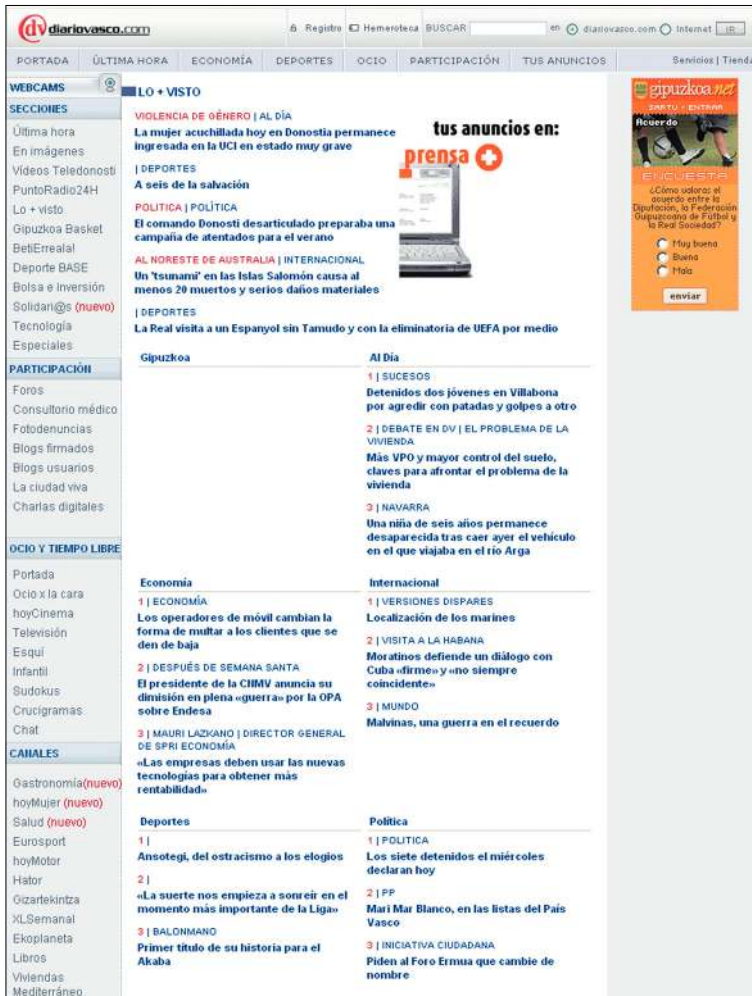 dv diariovasco.com
Registro Hemeroteca BUSCAR en diariovasco.com Internet IR
PORTADA ÚLTIMA HORA ECONOMÍA DEPORTES OCIO PARTICIPACIÓN TUS ANUNCIOS Servicios | Tienda
WEBCAMS
SECCIONES
Última hora
En imágenes
Vídeos Teledonosti
PuntoRadio24H
Lo + visto
Gipuzkoa Basket
BetiErreala!
Deporte BASE
Bolsa e Inversión
Solidari@s (nuevo)
Tecnología
Especiales
PARTICIPACIÓN
Foros
Consultorio médico
Fotodenuncias
Blogs firmados
Blogs usuarios
La ciudad viva
Charlas digitales
OCIO Y TIEMPO LIBRE
Portada
Ocio x la cara
hoyCinema
Televisión
Esquí
Infantil
Sudokus
Crucigramas
Chat
CANALES
Gastronomía(nuevo)
hoyMujer (nuevo)
Salud (nuevo)
Eurosport
hoyMotor
Hator
Gizartekintza
XLSemanal
Ekoplaneta
Libros
Viviendas
Mediterráneo
LO + VISTO
VIOLENCIA DE GÉNERO | AL DÍA
La mujer acuchillada hoy en Donostia permanece
ingresada en la UCI en estado muy grave
| DEPORTES
A seis de la salvación
POLITICA | POLÍTICA
El comando Donosti desarticulado preparaba una
campaña de atentados para el verano
AL NORESTE DE AUSTRALIA | INTERNACIONAL
Un 'tsunami' en las Islas Salomón causa al
menos 20 muertos y serios daños materiales
| DEPORTES
La Real visita a un Espanyol sin Tamudo y con la eliminatoria de UEFA por medio
tus anuncios en:
prensa +
Gipuzkoa
Al Día
1 | SUCESOS
Detenidos dos jóvenes en Villabona
por agredir con patadas y golpes a otro
2 | DEBATE EN DV | EL PROBLEMA DE LA
VIVIENDA
Más VPO y mayor control del suelo,
claves para afrontar el problema de la
vivienda
3 | NAVARRA
Una niña de seis años permanece
desaparecida tras caer ayer el vehículo
en el que viajaba en el río Arga
Economía
1 | ECONOMÍA
Los operadores de móvil cambian la
forma de multar a los clientes que se
den de baja
2 | DESPUÉS DE SEMANA SANTA
El presidente de la CNMV anuncia su
dimisión en plena «guerra» por la OPA
sobre Endesa
3 | MAURI LAZKANO | DIRECTOR GENERAL
DE SPRI ECONOMÍA
«Las empresas deben usar las nuevas
tecnologías para obtener más
rentabilidad»
Internacional
1 | VERSIONES DISPARES
Localización de los marines
2 | VISITA A LA HABANA
Moratinos defiende un diálogo con
Cuba «firme» y «no siempre
coincidente»
3 | MUNDO
Malvinas, una guerra en el recuerdo
Deportes
1 |
Ansotegi, del ostracismo a los elogios
2 |
«La suerte nos empieza a sonreír en el
momento más importante de la Liga»
3 | BALONMANO
Primer título de su historia para el
Akaba
Política
1 | POLITICA
Los siete detenidos el miércoles
declaran hoy
2 | PP
Mari Mar Blanco, en las listas del País
Vasco
3 | INICIATIVA CIUDADANA
Piden al Foro Ermua que cambie de
nombre
gipuzkoa.net
SARTU • ENTRAR
Acuerdo
ENCUESTA
¿Cómo valoras el
acuerdo entre la
Diputación, la Federación
Guipuzcoana de Fútbol y
la Real Sociedad?
Muy buena
Buena
Mala
enviar